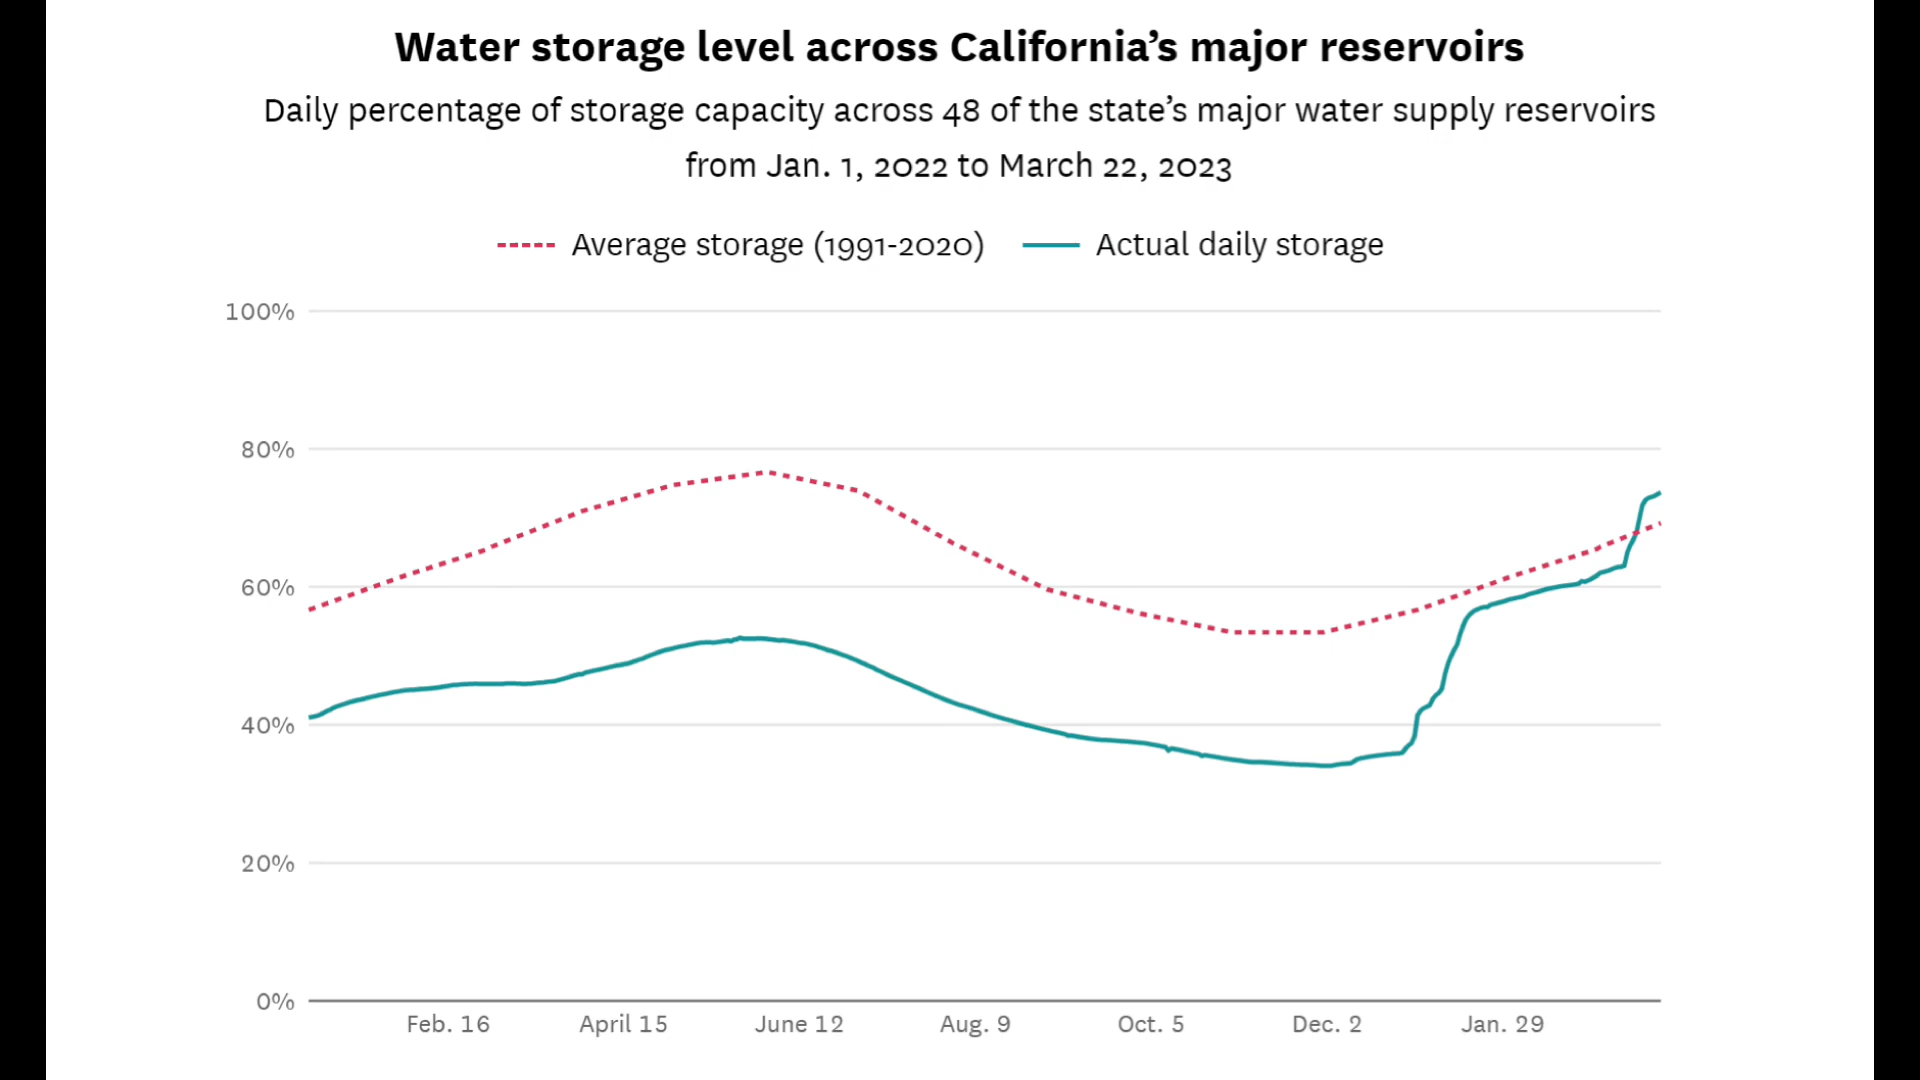 Water storage level across California’s major reservoirs
Daily percentage of storage capacity across 48 of the state’s major water supply reservoirs
from Jan. 1, 2022 to March 22, 2023
Average storage (1991-2020) Actual daily storage
100%
80%
60%
40%
20%
0%
Feb. 16 April 15 June 12 Aug. 9 Oct. 5 Dec. 2 Jan. 29